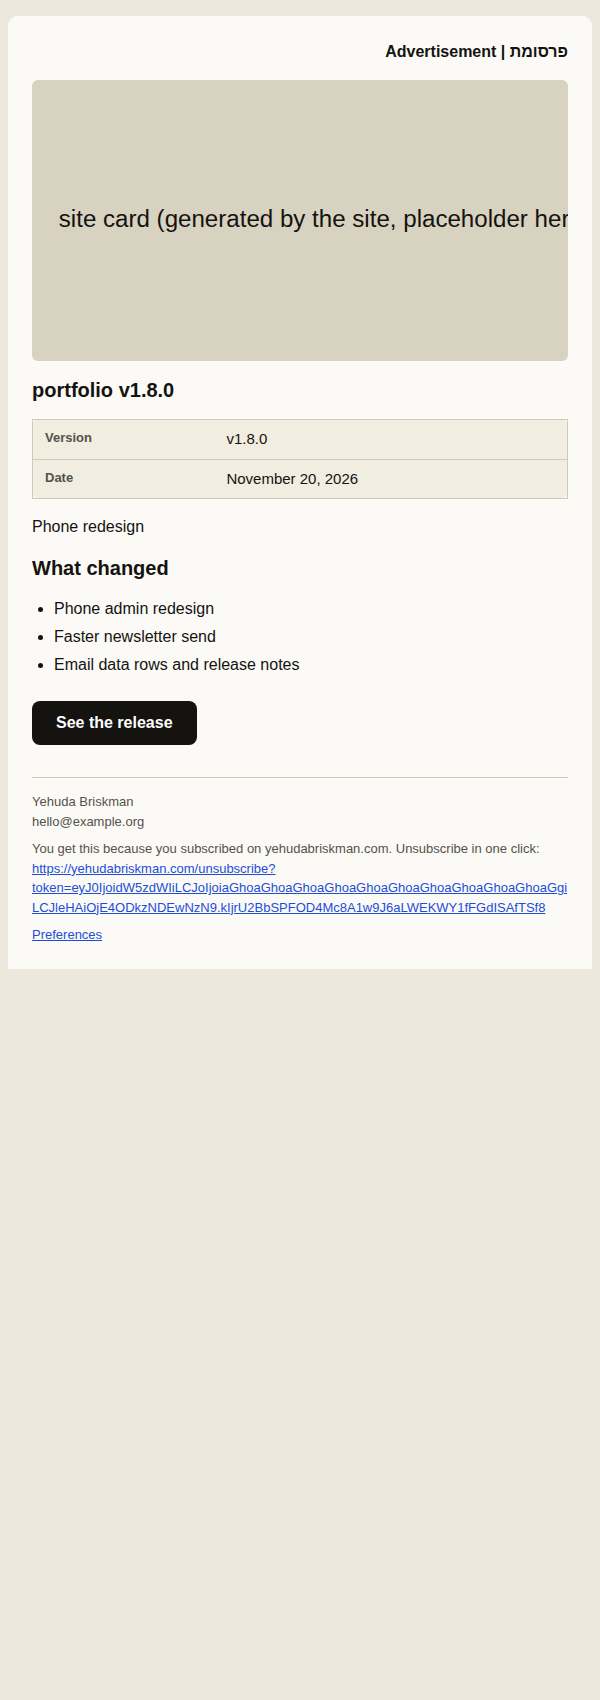 פרסומת | Advertisement
site card (generated by the site, placeholder her
portfolio v1.8.0
Version v1.8.0
Date November 20, 2026
Phone redesign
What changed
• Phone admin redesign
• Faster newsletter send
• Email data rows and release notes
See the release
Yehuda Briskman
hello@example.org
You get this because you subscribed on yehudabriskman.com. Unsubscribe in one click:
https://yehudabriskman.com/unsubscribe?
token=eyJ0IjoidW5zdWIiLCJoIjoiaGhoaGhoaGhoaGhoaGhoaGhoaGhoaGhoaGhoaGhoaGgi
LCJleHAiOjE4ODkzNDEwNzN9.kIjrU2BbSPFOD4Mc8A1w9J6aLWEKWY1fFGdISAfTSf8
Preferences